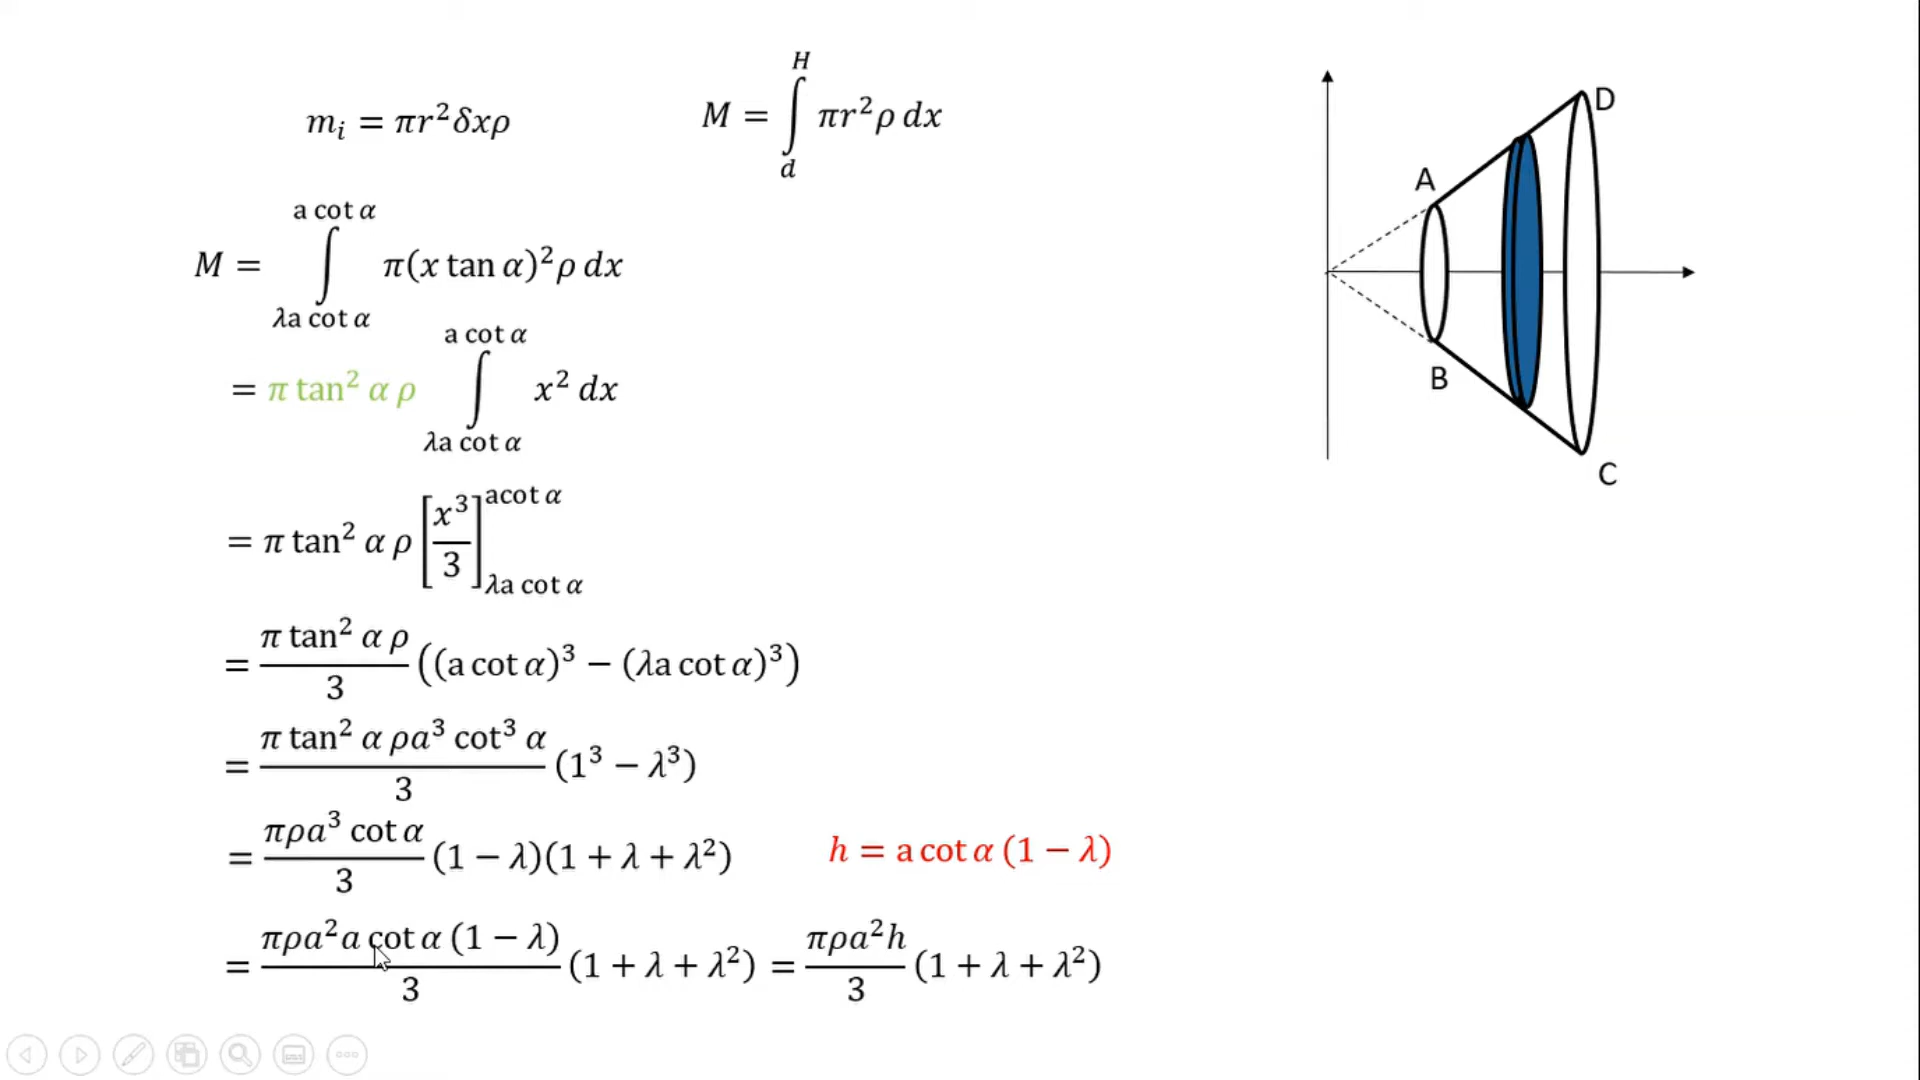 mᵢ = πr²δxρ
M = ∫_d^H πr²ρ dx
M = ∫_{λa cot α}^{a cot α} π(x tan α)²ρ dx
= π tan² α ρ ∫_{λa cot α}^{a cot α} x² dx
= π tan² α ρ [x³/3]_{λa cot α}^{acot α}
= (π tan² α ρ)/3 ((a cot α)³ − (λa cot α)³)
= (π tan² α ρa³ cot³ α)/3 (1³ − λ³)
= (πρa³ cot α)/3 (1 − λ)(1 + λ + λ²)
h = a cot α (1 − λ)
= (πρa²a cot α (1 − λ))/3 (1 + λ + λ²) = (πρa²h)/3 (1 + λ + λ²)
D
A
B
C